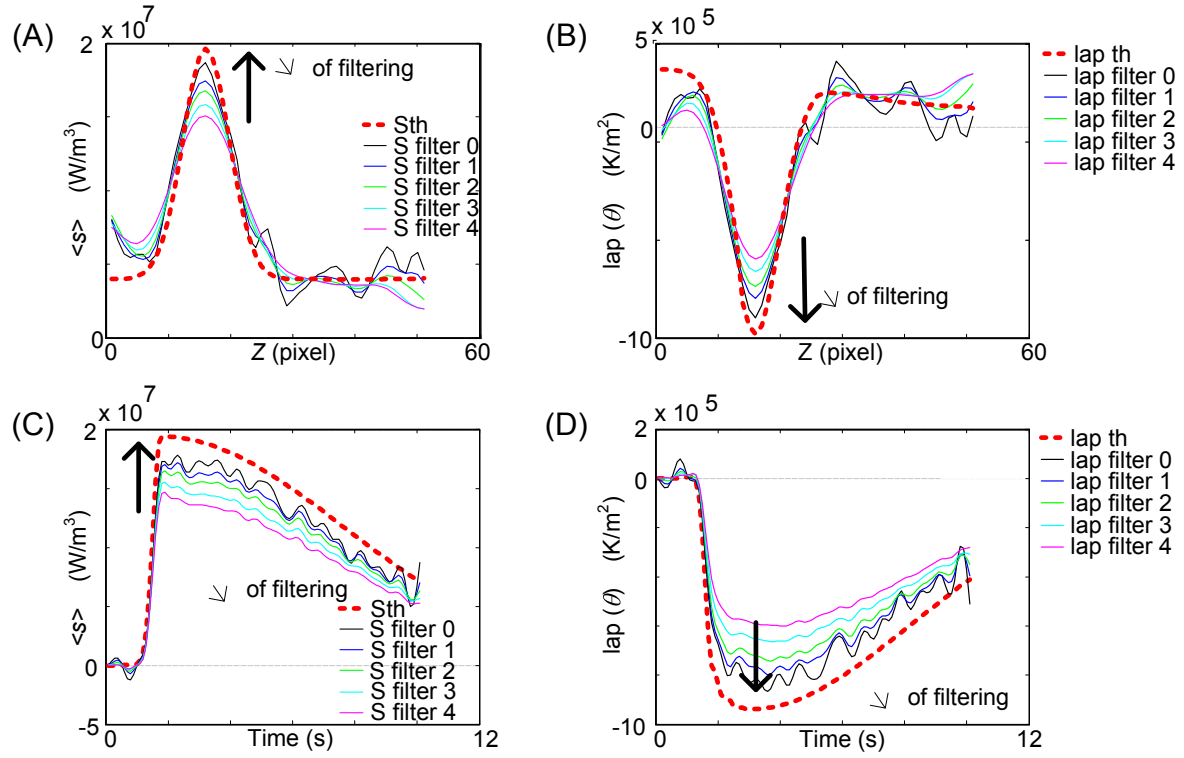 (A)
x 10
7
2
of filtering
<s> (W/m3)
Sth
S filter 0
S filter 1
S filter 2
S filter 3
S filter 4
0
0
Z (pixel)
60
(B)
x 10
5
5
0
-10
lap (θ) (K/m2)
of filtering
0
Z (pixel)
60
lap th
lap filter 0
lap filter 1
lap filter 2
lap filter 3
lap filter 4
(C)
x 10
7
2
0
-5
<s> (W/m3)
of filtering
Sth
S filter 0
S filter 1
S filter 2
S filter 3
S filter 4
0
Time (s)
12
(D)
x 10
5
2
0
-10
lap (θ) (K/m2)
of filtering
0
Time (s)
12
lap th
lap filter 0
lap filter 1
lap filter 2
lap filter 3
lap filter 4